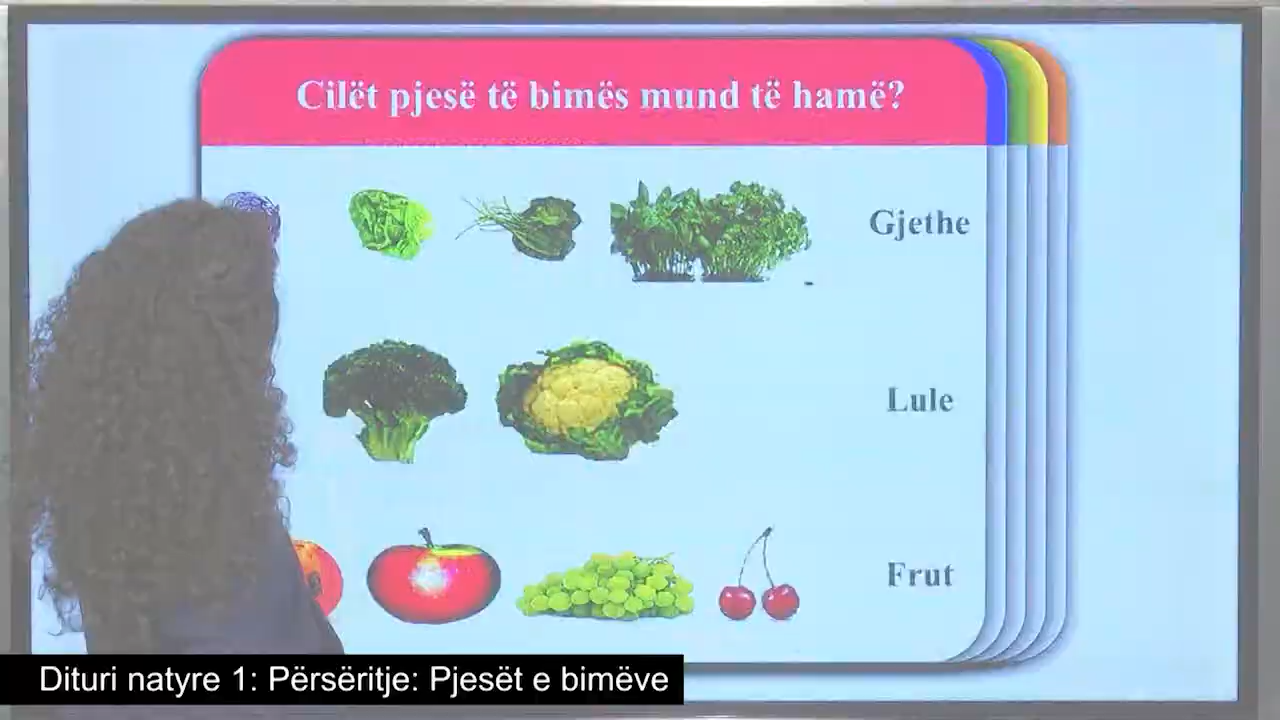 Cilët pjesë të bimës mund të hamë?
Gjethe
Lule
Frut
Dituri natyre 1: Përsëritje: Pjesët e bimëve